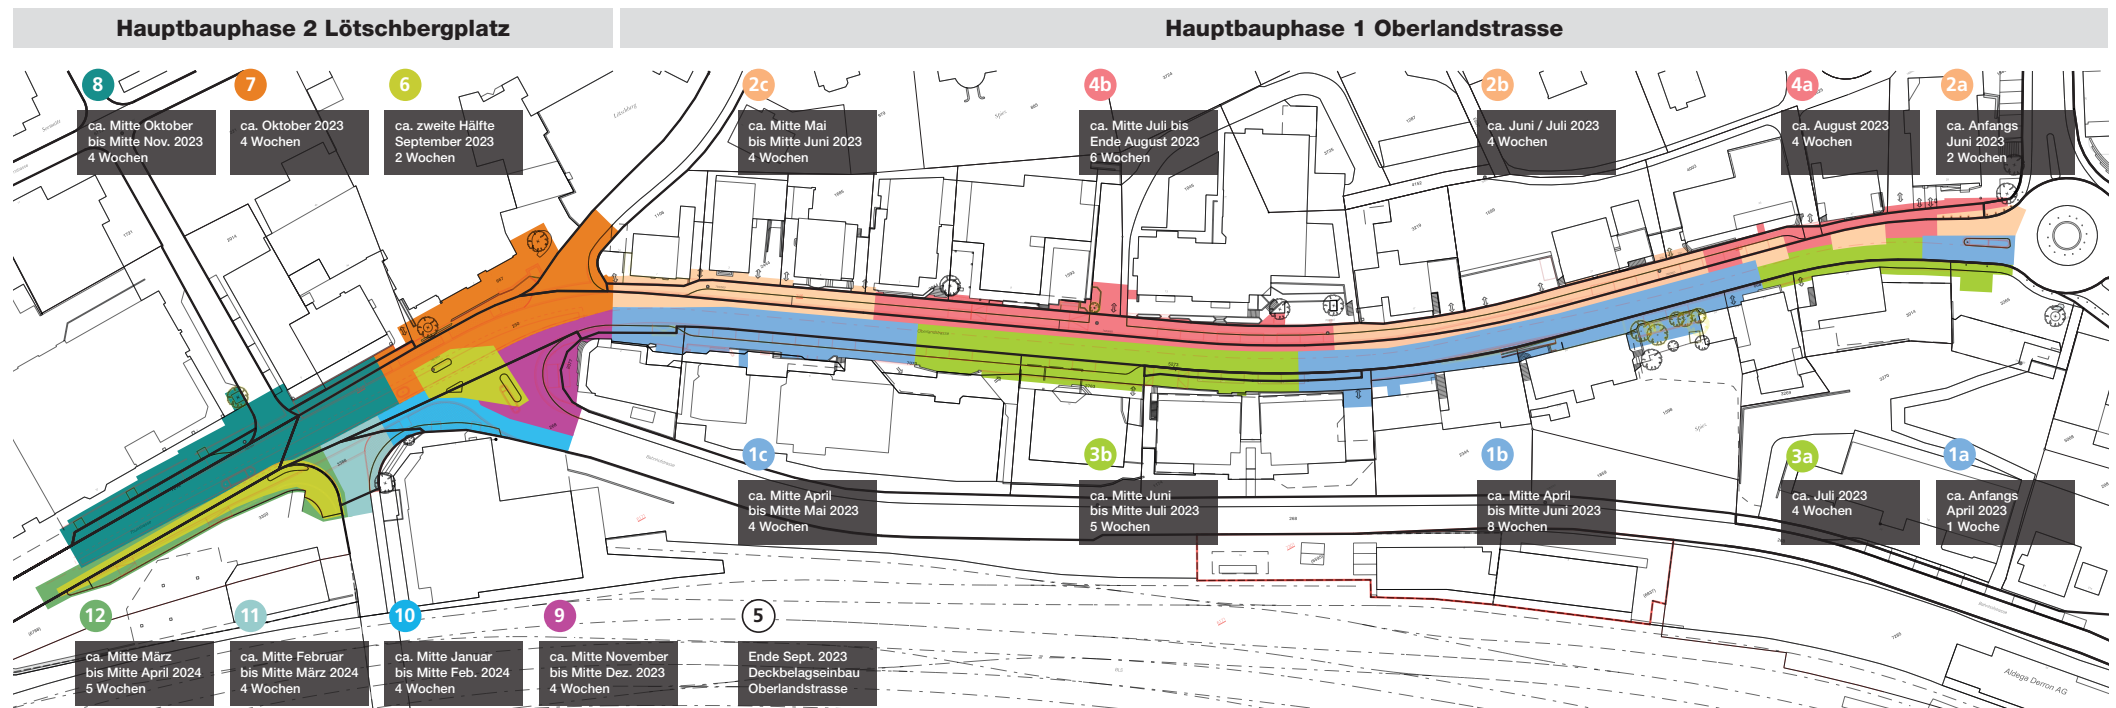 Hauptbauphase 2 Lötschbergplatz
Hauptbauphase 1 Oberlandstrasse
8
ca. Mitte Oktober
bis Mitte Nov. 2023
4 Wochen
7
ca. Oktober 2023
4 Wochen
6
ca. zweite Hälfte
September 2023
2 Wochen
2c
ca. Mitte Mai
bis Mitte Juni 2023
4 Wochen
4b
ca. Mitte Juli bis
Ende August 2023
6 Wochen
2b
ca. Juni / Juli 2023
4 Wochen
4a
ca. August 2023
4 Wochen
2a
ca. Anfangs
Juni 2023
2 Wochen
1c
ca. Mitte April
bis Mitte Mai 2023
4 Wochen
3b
ca. Mitte Juni
bis Mitte Juli 2023
5 Wochen
1b
ca. Mitte April
bis Mitte Juni 2023
8 Wochen
3a
ca. Juli 2023
4 Wochen
1a
ca. Anfangs
April 2023
1 Woche
12
ca. Mitte März
bis Mitte April 2024
5 Wochen
11
ca. Mitte Februar
bis Mitte März 2024
4 Wochen
10
ca. Mitte Januar
bis Mitte Feb. 2024
4 Wochen
9
ca. Mitte November
bis Mitte Dez. 2023
4 Wochen
5
Ende Sept. 2023
Deckbelagseinbau
Oberlandstrasse
Aldega Derron AG